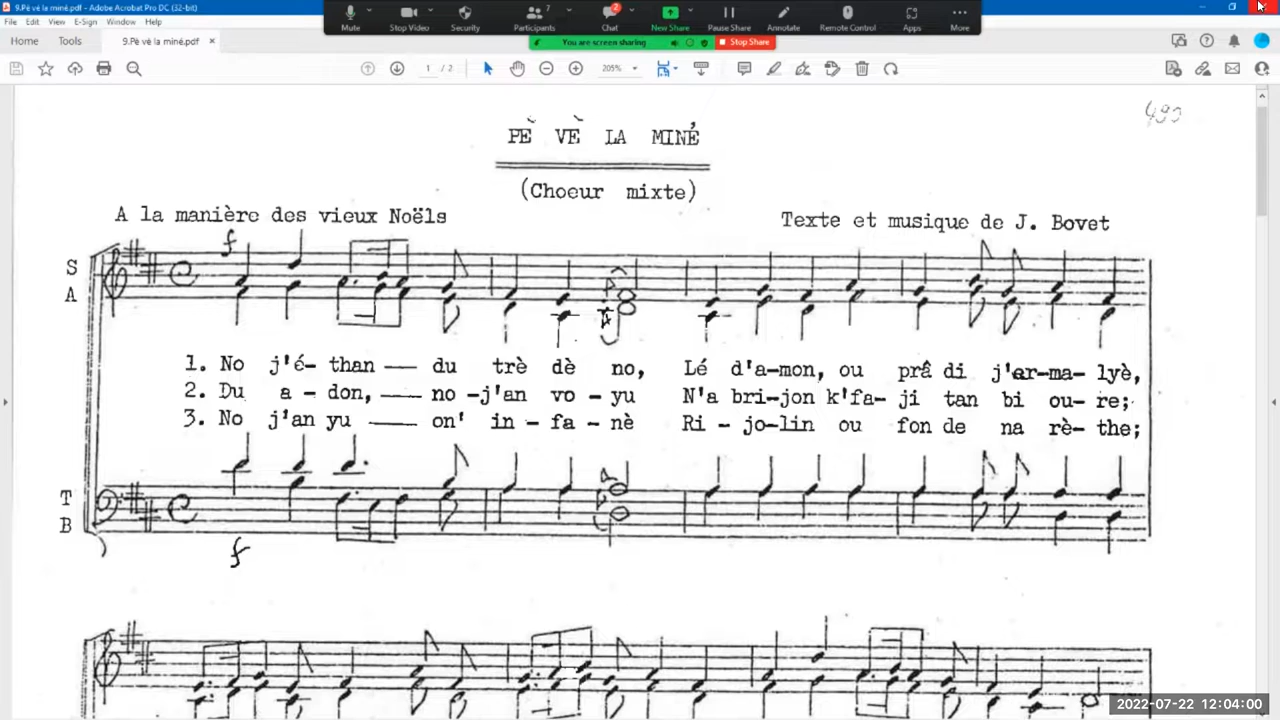 9.Pè vè la miné.pdf - Adobe Acrobat Pro DC (32-bit)
File Edit View E-Sign Window Help
Mute Stop Video Security Participants 7 Chat 2 New Share Pause Share Annotate Remote Control Apps More
You are screen sharing Stop Share
Tools 9.Pè vè la miné.pdf ×
1 / 2 205%
PÈ VÈ LA MINÉ
(Choeur mixte)
A la manière des vieux Noëls
Texte et musique de J. Bovet
f
S
A
1. No j'é- than — du trè dè no, Lé d'a-mon, ou prâ di j'ar-ma- lyè,
2. Du a - don, — no -j'an vo - yu N'a bri-jon k'fa- ji tan bi ou- re;
3. No j'an yu — on' in - fa - nè Ri - jo-lin ou fon de na rè- the;
T
B
f
2022-07-22 12:04:00